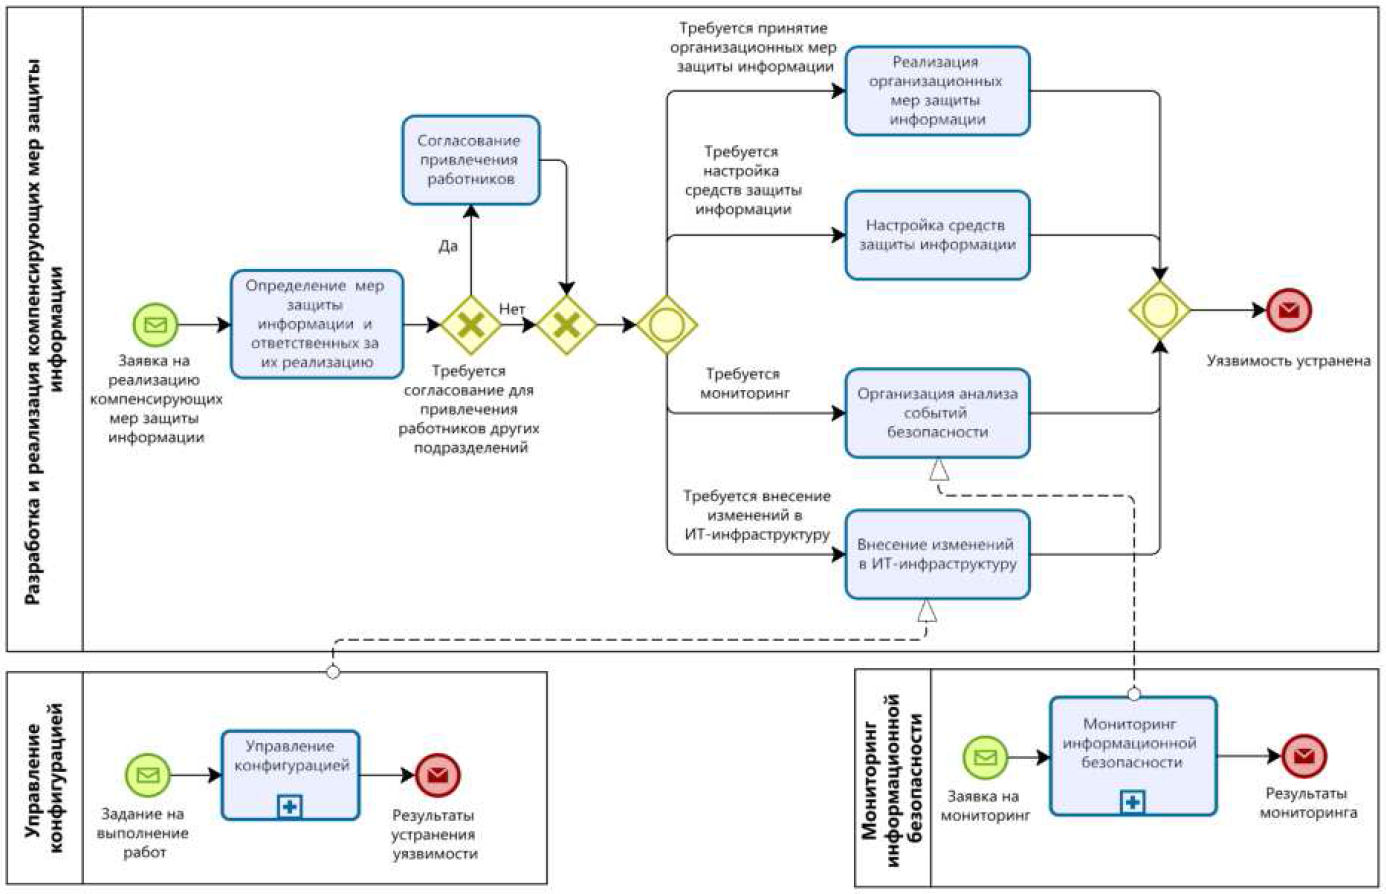 Разработка и реализация компенсирующих мер защиты
информации
Заявка на
реализацию
компенсирующих
мер защиты
информации
Определение мер
защиты
информации и
ответственных за
их реализацию
Согласование
привлечения
работников
Да
Нет
Требуется
согласование для
привлечения
работников других
подразделений
Требуется принятие
организационных мер
защиты информации
Реализация
организационных
мер защиты
информации
Требуется
настройка
средств защиты
информации
Настройка средств
защиты информации
Требуется
мониторинг
Организация анализа
событий
безопасности
Требуется внесение
изменений в
ИТ-инфраструктуру
Внесение изменений
в ИТ-инфраструктуру
Уязвимость устранена
Управление
конфигурацией
Задание на
выполнение
работ
Управление
конфигурацией
Результаты
устранения
уязвимости
Мониторинг
информационной
безопасности
Заявка на
мониторинг
Мониторинг
информационной
безопасности
Результаты
мониторинга